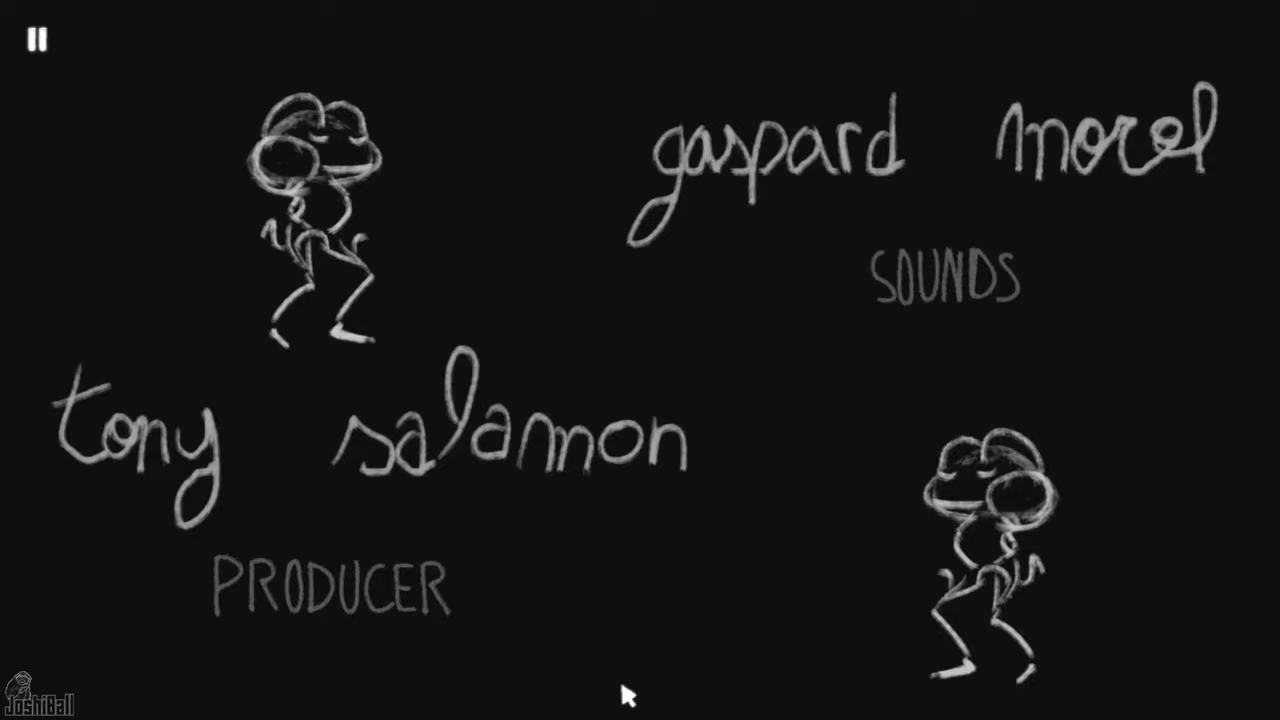 gaspard morel
SOUNDS
tony salamon
PRODUCER
JoshiBall